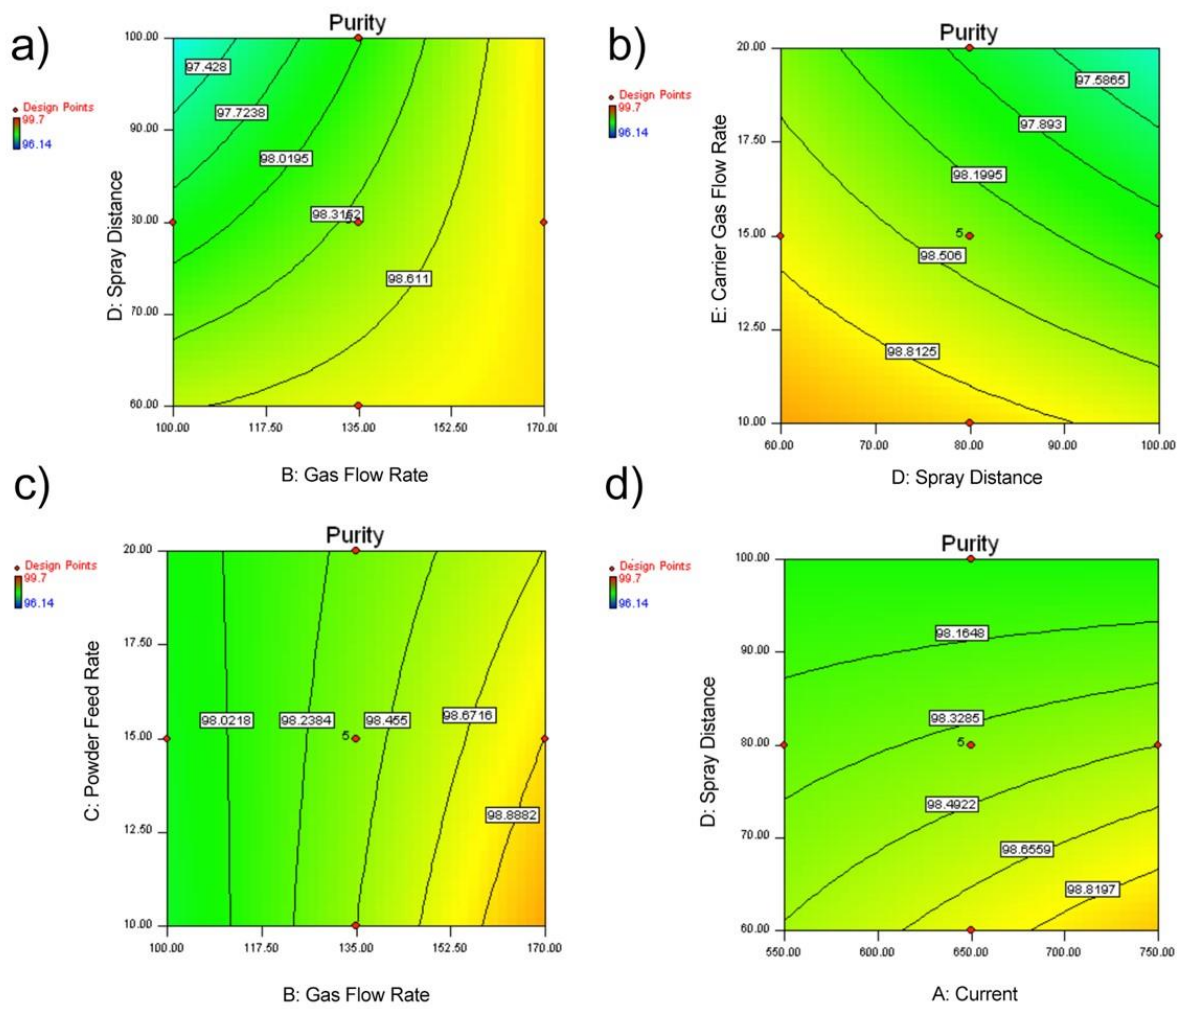 a)
Purity
Design Points
99.7
96.14
D: Spray Distance
100.00
90.00
80.00
70.00
60.00
97.428
97.7238
98.0195
98.3152
5
98.611
100.00 117.50 135.00 152.50 170.00
B: Gas Flow Rate
b)
Purity
Design Points
99.7
96.14
E: Carrier Gas Flow Rate
20.00
17.50
15.00
12.50
10.00
97.5865
97.893
98.1995
5
98.506
98.8125
60.00 70.00 80.00 90.00 100.00
D: Spray Distance
c)
Purity
Design Points
99.7
96.14
C: Powder Feed Rate
20.00
17.50
15.00
12.50
10.00
98.0218 98.2384 98.455 98.6716
5
98.8882
100.00 117.50 135.00 152.50 170.00
B: Gas Flow Rate
d)
Purity
Design Points
99.7
96.14
D: Spray Distance
100.00
90.00
80.00
70.00
60.00
98.1648
98.3285
5
98.4922
98.6559
98.8197
550.00 600.00 650.00 700.00 750.00
A: Current